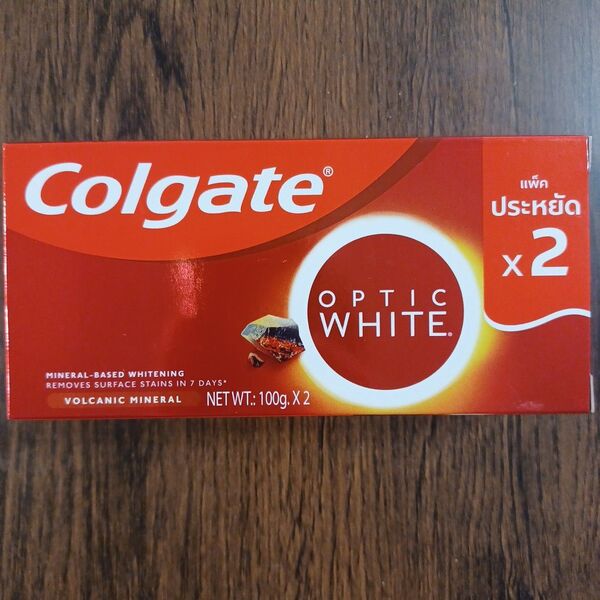 Colgate®
แพ็ค
ประหยัด
x 2
OPTIC
WHITE®
MINERAL-BASED WHITENING
REMOVES SURFACE STAINS IN 7 DAYS*
VOLCANIC MINERAL
NET WT.: 100g. X 2